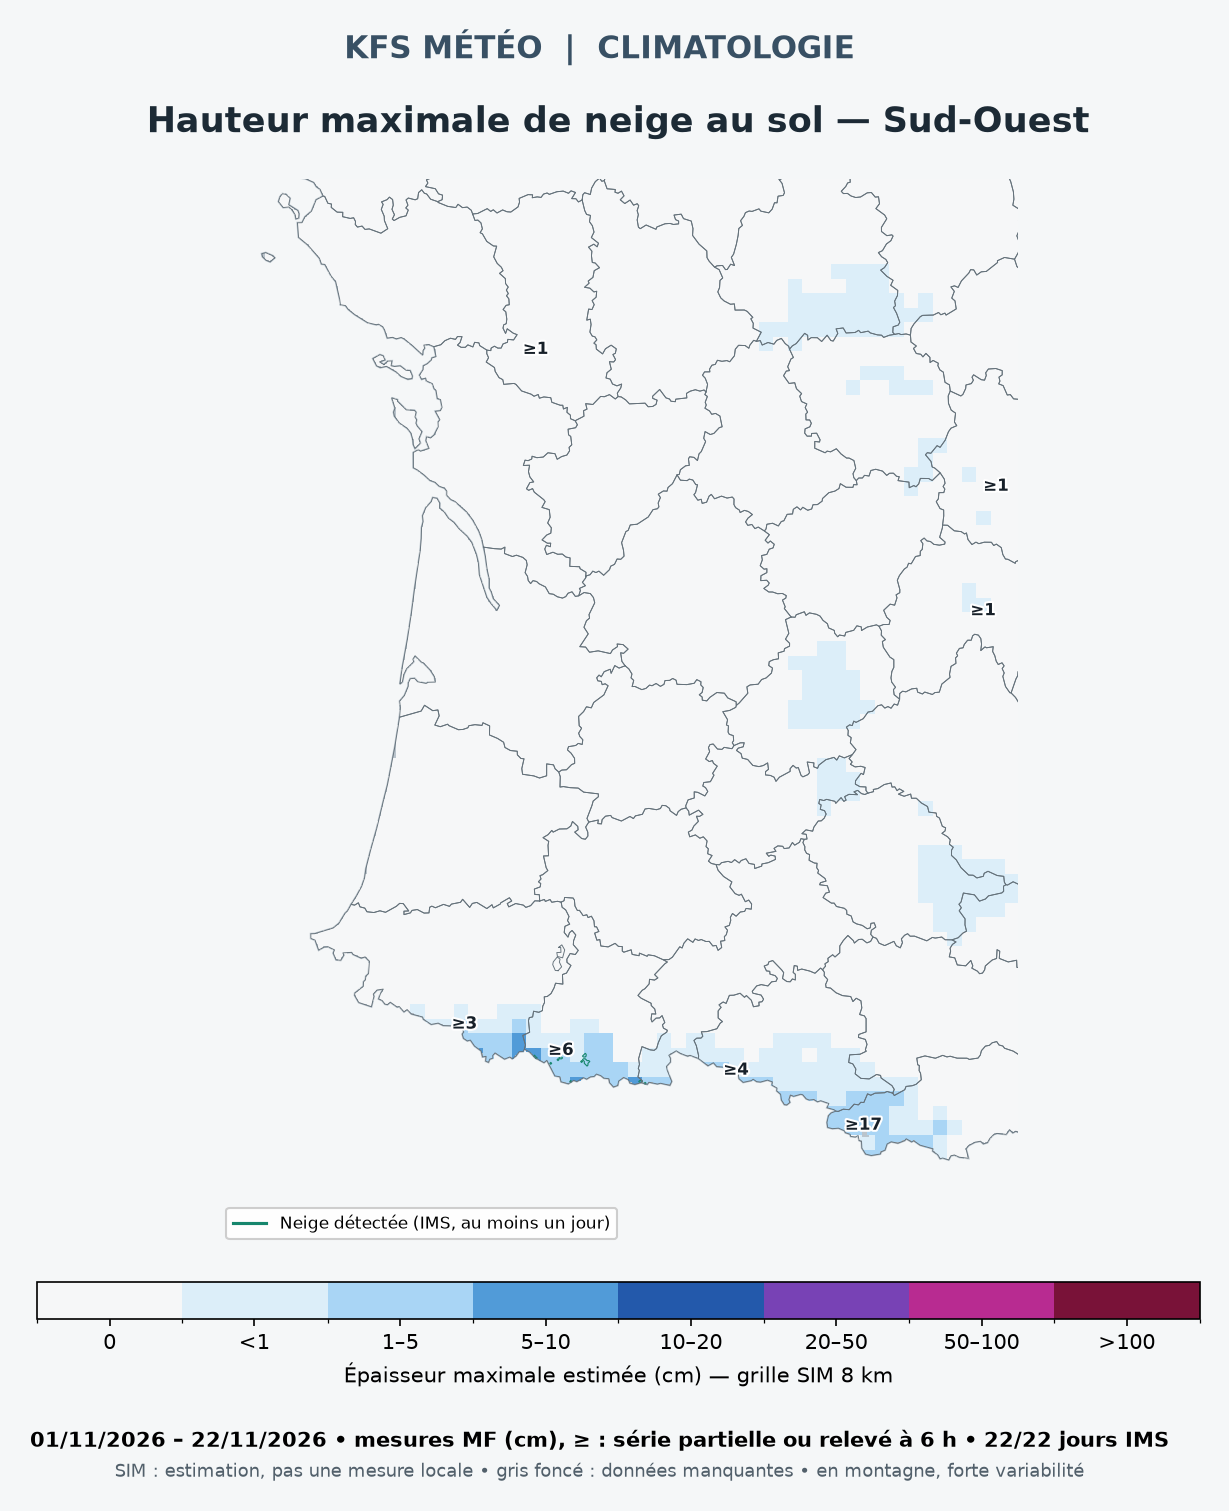 KFS MÉTÉO | CLIMATOLOGIE
Hauteur maximale de neige au sol — Sud-Ouest
≥1
≥1
≥1
≥3
≥6
≥4
≥17
Neige détectée (IMS, au moins un jour)
0 <1 1–5 5–10 10–20 20–50 50–100 >100
Épaisseur maximale estimée (cm) — grille SIM 8 km
01/11/2026 – 22/11/2026 • mesures MF (cm), ≥ : série partielle ou relevé à 6 h • 22/22 jours IMS
SIM : estimation, pas une mesure locale • gris foncé : données manquantes • en montagne, forte variabilité